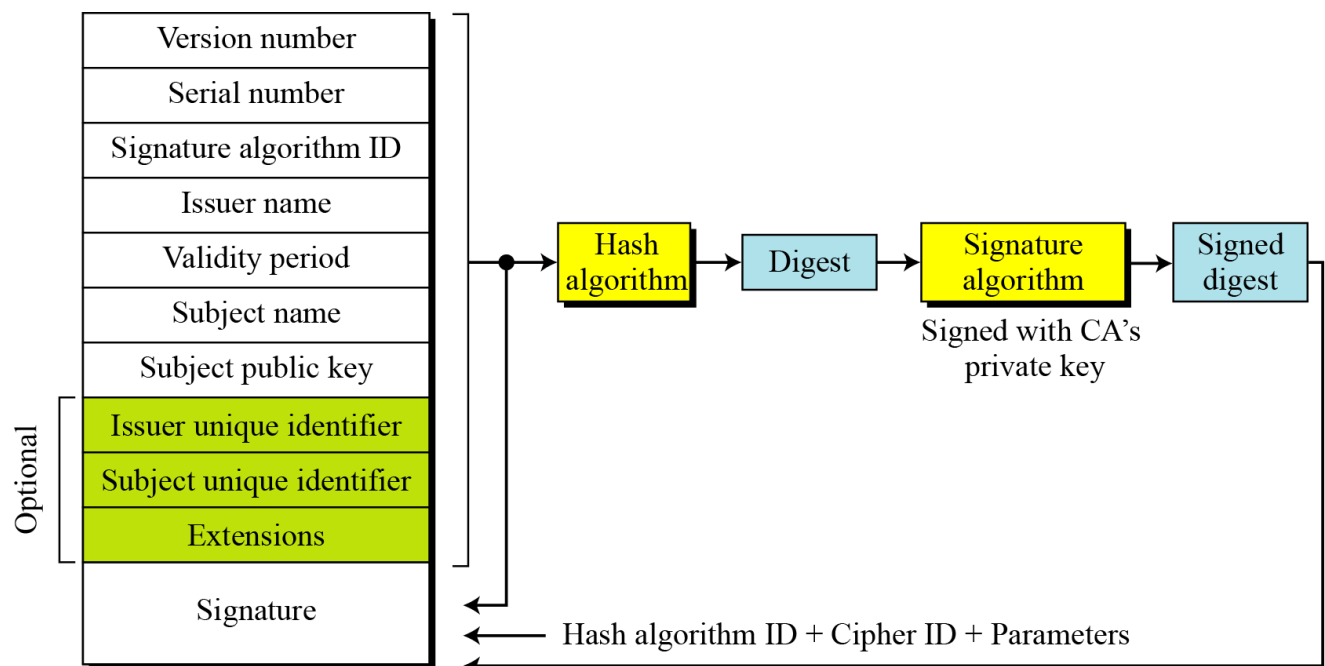 Version number
Serial number
Signature algorithm ID
Issuer name
Validity period
Subject name
Subject public key
Optional
Issuer unique identifier
Subject unique identifier
Extensions
Signature
Hash
algorithm
Digest
Signature
algorithm
Signed with CA’s
private key
Signed
digest
Hash algorithm ID + Cipher ID + Parameters